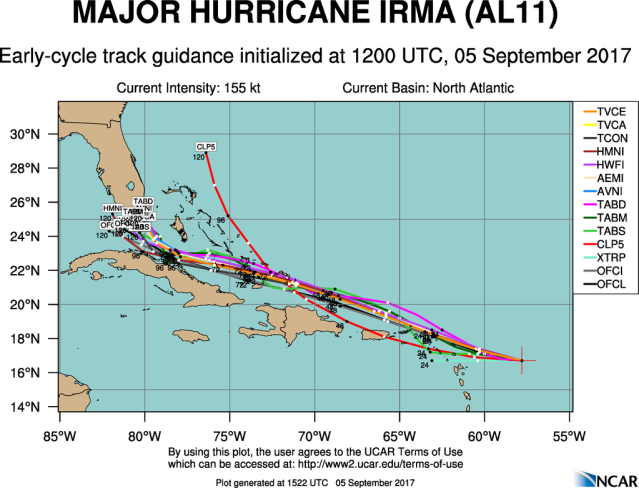 MAJOR HURRICANE IRMA (AL11)
Early-cycle track guidance initialized at 1200 UTC, 05 September 2017
Current Intensity: 155 kt
Current Basin: North Atlantic
30°N
28°N
26°N
24°N
22°N
20°N
18°N
16°N
14°N
85°W
80°W
75°W
70°W
65°W
60°W
55°W
CLP5
120
96
HMNI
TABD
120
96
72
48
24
24
TVCE
TVCA
TCON
HMNI
HWFI
AEMI
AVNI
TABD
TABM
TABS
CLP5
XTRP
OFCI
OFCL
By using this plot, the user agrees to the UCAR Terms of Use
which can be accessed at: http://www2.ucar.edu/terms-of-use
Plot generated at 1522 UTC 05 September 2017
NCAR